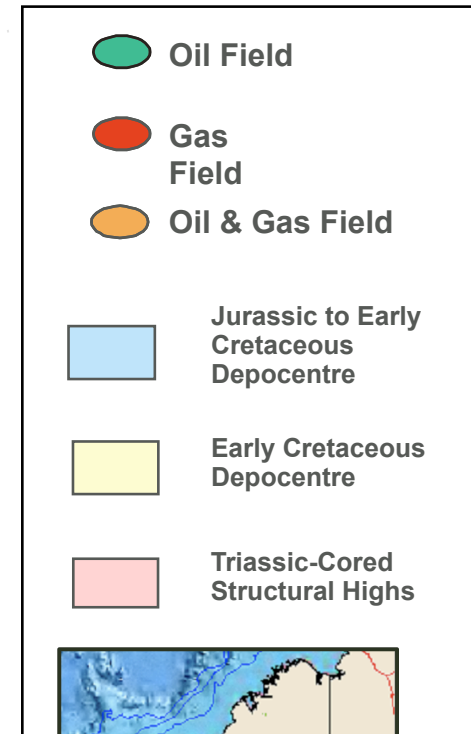 Oil Field
Gas
Field
Oil & Gas Field
Jurassic to Early
Cretaceous
Depocentre
Early Cretaceous
Depocentre
Triassic-Cored
Structural Highs